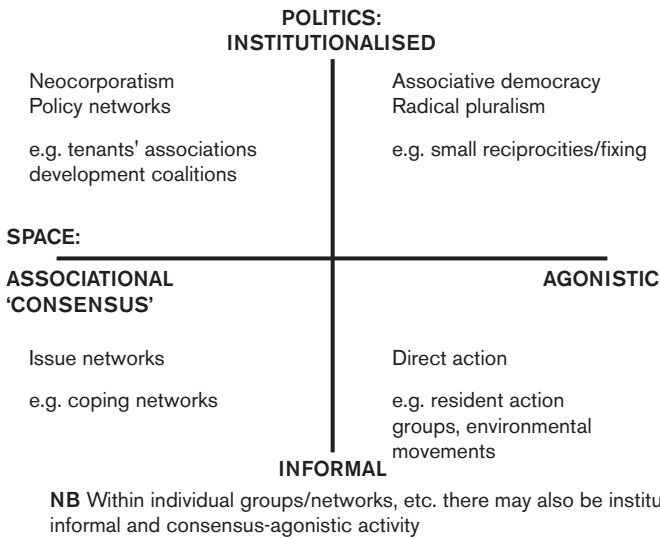 POLITICS:
INSTITUTIONALISED
Neocorporatism
Policy networks
e.g. tenants' associations
development coalitions
Associative democracy
Radical pluralism
e.g. small reciprocities/fixing
SPACE:
ASSOCIATIONAL
'CONSENSUS'
AGONISTIC
Issue networks
e.g. coping networks
Direct action
e.g. resident action
groups, environmental
movements
INFORMAL
NB Within individual groups/networks, etc. there may also be
informal and consensus-agonistic activity